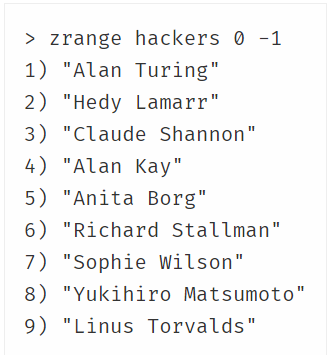 > zrange hackers 0 -1
1) "Alan Turing"
2) "Hedy Lamarr"
3) "Claude Shannon"
4) "Alan Kay"
5) "Anita Borg"
6) "Richard Stallman"
7) "Sophie Wilson"
8) "Yukihiro Matsumoto"
9) "Linus Torvalds"